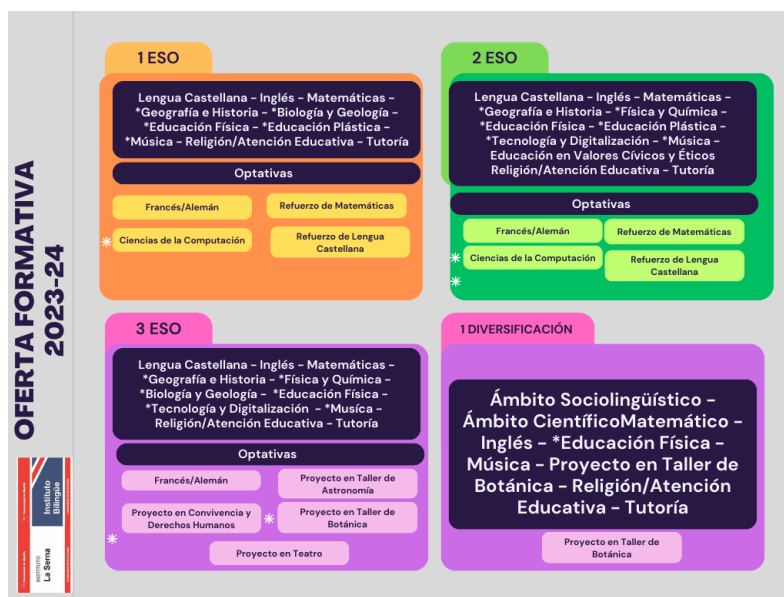 OFERTA FORMATIVA
2023-24
1 ESO
Lengua Castellana - Inglés - Matemáticas -
*Geografía e Historia - *Biología y Geología -
*Educación Física - *Educación Plástica -
*Música - Religión/Atención Educativa - Tutoría
Optativas
Francés/Alemán
Refuerzo de Matemáticas
Ciencias de la Computación
Refuerzo de Lengua
Castellana
2 ESO
Lengua Castellana - Inglés - Matemáticas -
*Geografía e Historia - *Física y Química -
*Educación Física - *Educación Plástica -
*Tecnología y Digitalización - *Música -
Educación en Valores Cívicos y Éticos
Religión/Atención Educativa - Tutoría
Optativas
Francés/Alemán
Refuerzo de Matemáticas
Ciencias de la Computación
Refuerzo de Lengua
Castellana
3 ESO
Lengua Castellana - Inglés - Matemáticas -
*Geografía e Historia - *Física y Química -
*Biología y Geología - *Educación Física -
*Tecnología y Digitalización - *Musíca -
Religión/Atención Educativa - Tutoría
Optativas
Francés/Alemán
Proyecto en Taller de
Astronomía
Proyecto en Convivencia y
Derechos Humanos
Proyecto en Taller de
Botánica
Proyecto en Teatro
1 DIVERSIFICACIÓN
Ámbito Sociolingüístico -
Ámbito CientíficoMatemático -
Inglés - *Educación Física -
Música - Proyecto en Taller de
Botánica - Religión/Atención
Educativa - Tutoría
Proyecto en Taller de
Botánica
Instituto
Bilingüe
INSTITUTO
La Serna